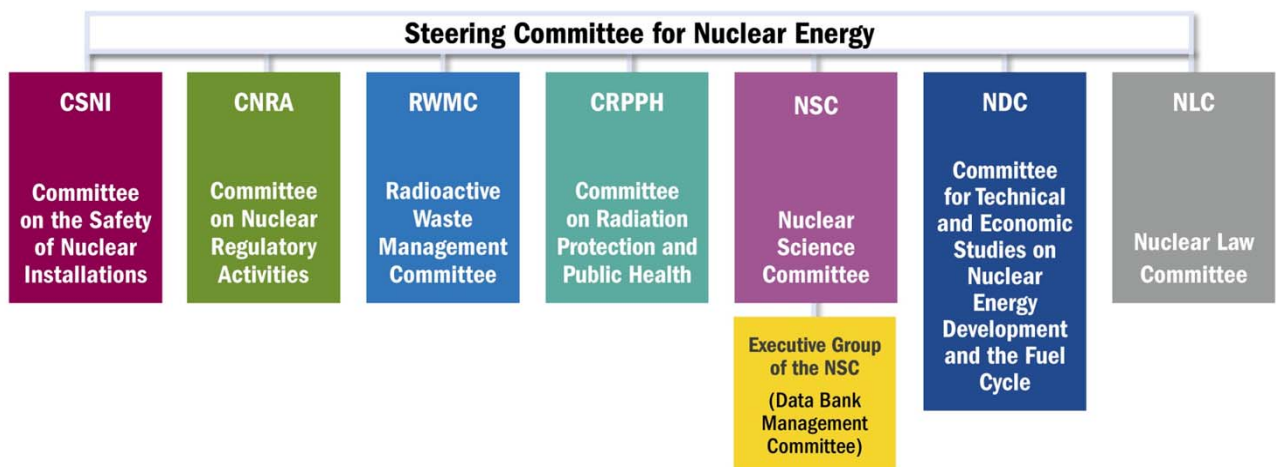 Steering Committee for Nuclear Energy
CSNI
Committee
on the Safety
of Nuclear
Installations
CNRA
Committee
on Nuclear
Regulatory
Activities
RWMC
Radioactive
Waste
Management
Committee
CRPPH
Committee
on Radiation
Protection and
Public Health
NSC
Nuclear
Science
Committee
Executive Group
of the NSC
(Data Bank
Management
Committee)
NDC
Committee
for Technical
and Economic
Studies on
Nuclear
Energy
Development
and the Fuel
Cycle
NLC
Nuclear Law
Committee